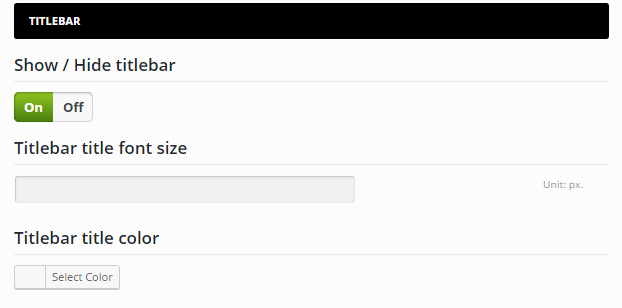 TITLEBAR
Show / Hide titlebar
On Off
Titlebar title font size
Unit: px.
Titlebar title color
Select Color